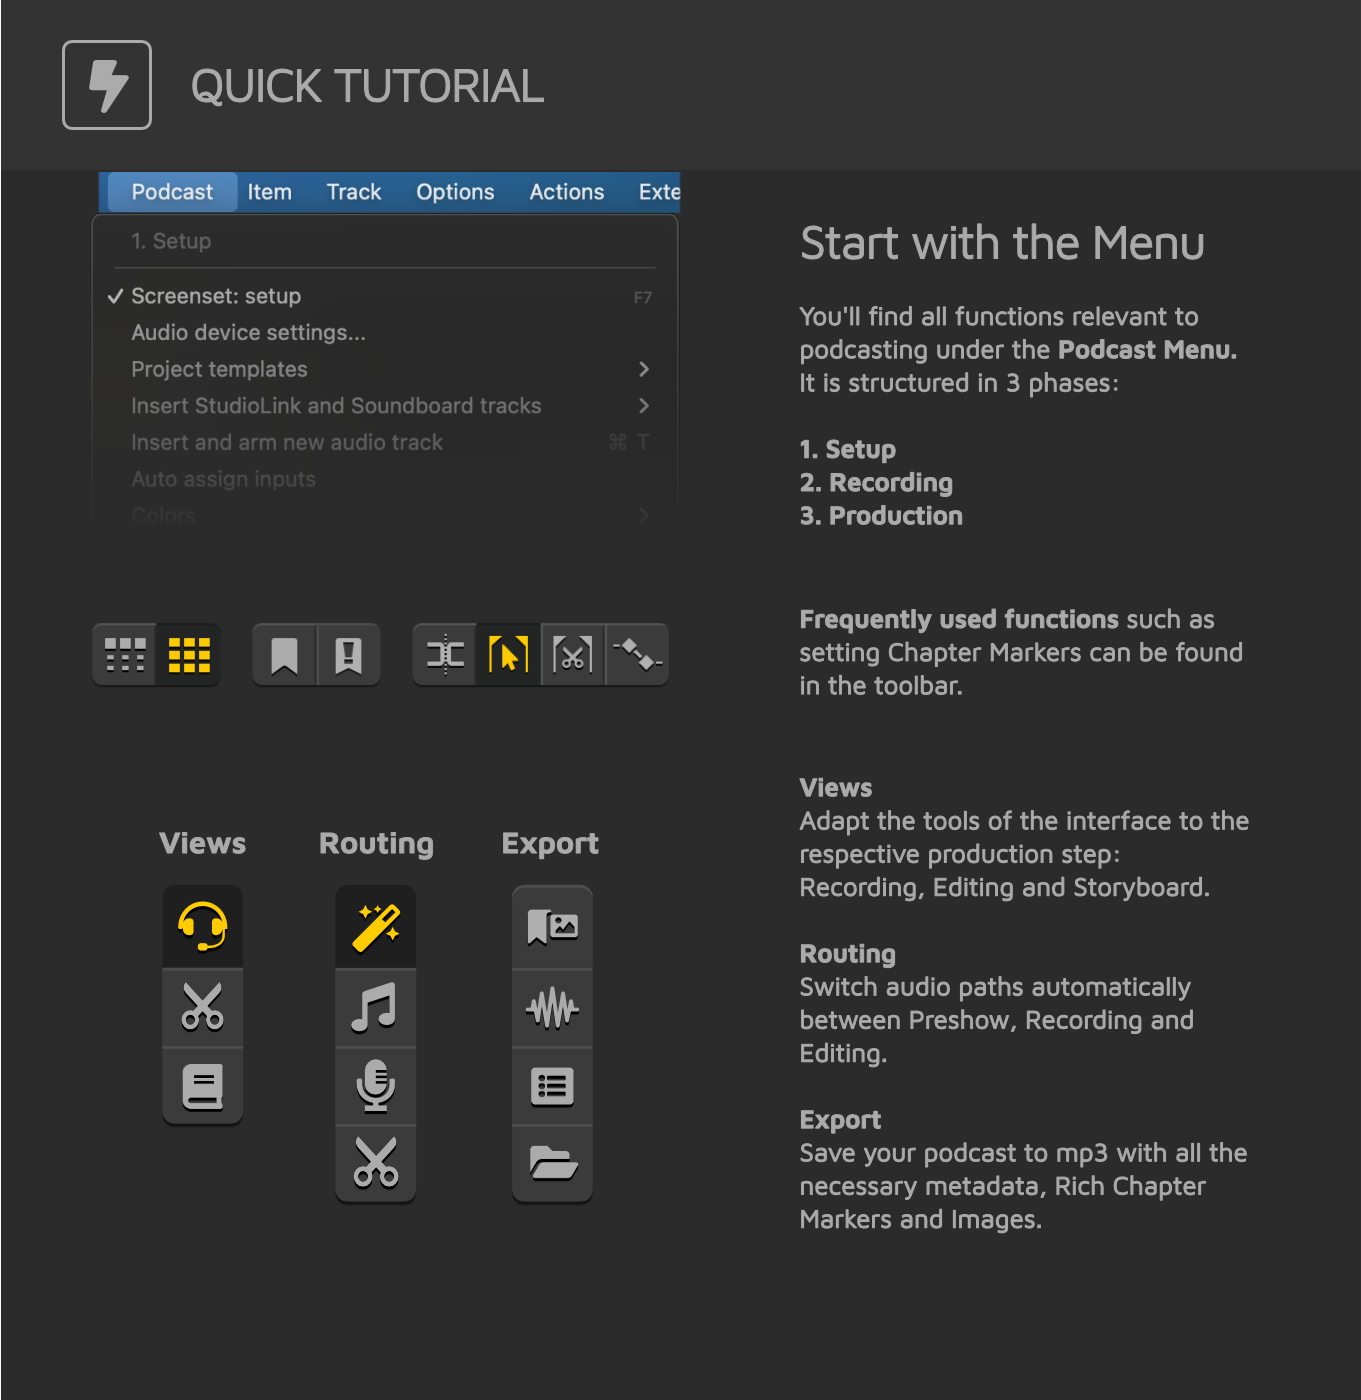 QUICK TUTORIAL
Podcast Item Track Options Actions Exte
1. Setup
✓ Screenset: setup F7
Audio device settings...
Project templates >
Insert StudioLink and Soundboard tracks >
Insert and arm new audio track ⌘ T
Auto assign inputs
Colors >
Start with the Menu
You'll find all functions relevant to
podcasting under the Podcast Menu.
It is structured in 3 phases:
1. Setup
2. Recording
3. Production
Frequently used functions such as
setting Chapter Markers can be found
in the toolbar.
Views Routing Export
Views
Adapt the tools of the interface to the
respective production step:
Recording, Editing and Storyboard.
Routing
Switch audio paths automatically
between Preshow, Recording and
Editing.
Export
Save your podcast to mp3 with all the
necessary metadata, Rich Chapter
Markers and Images.